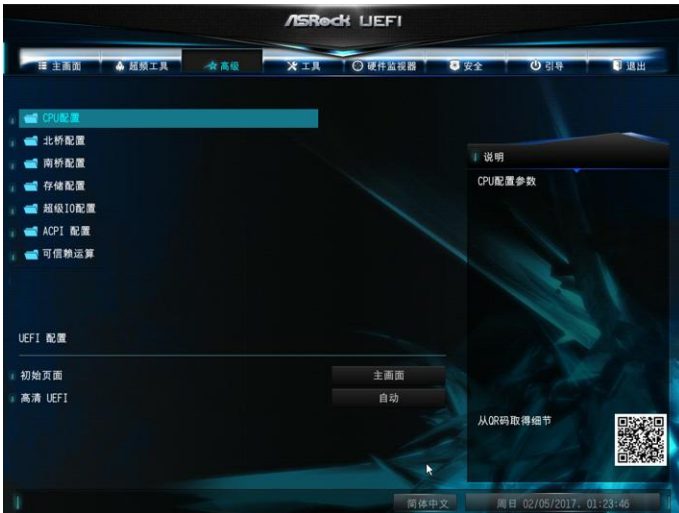 ASRock UEFI
主画面 超频工具 高级 工具 硬件监视器 安全 引导 退出
CPU配置
北桥配置
南桥配置
存储配置
超级IO配置
ACPI 配置
可信赖运算
说明
CPU配置参数
UEFI 配置
初始页面 主画面
高清 UEFI 自动
从QR码取得细节
简体中文 周日 02/05/2017. 01:23:46